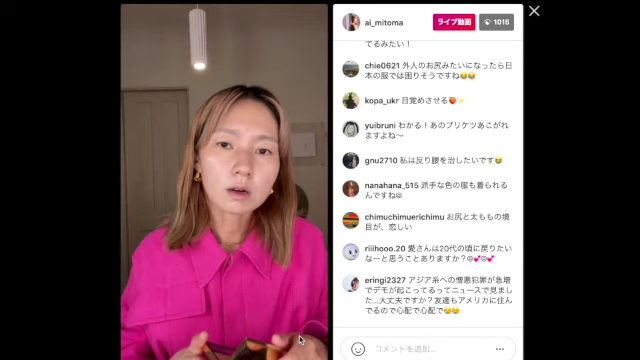 ai_mitoma
ライブ動画
1015
てるみたい！
chie0621 外人のお尻みたいになったら日
本の服では困りそうですね😂😂
kopa_ukr 目覚めさせる🍑✨
yuibruni わかる！あのプリケツあこがれ
ますよね〜
gnu2710 私は反り腰を治したいです😂
nanahana_515 派手な色の服も着られる
んですね
chimuchimuerichimu お尻と太ももの境
目が、恋しい
riiihooo.20 愛さんは20代の頃に戻りたい
なーと思うことありますか？
eringi2327 アジア系への憎悪犯罪が急増
でデモが起こってるってニュースで見まし
た…大丈夫ですか？友達もアメリカに住ん
でるので心配で心配で
コメントを追加...